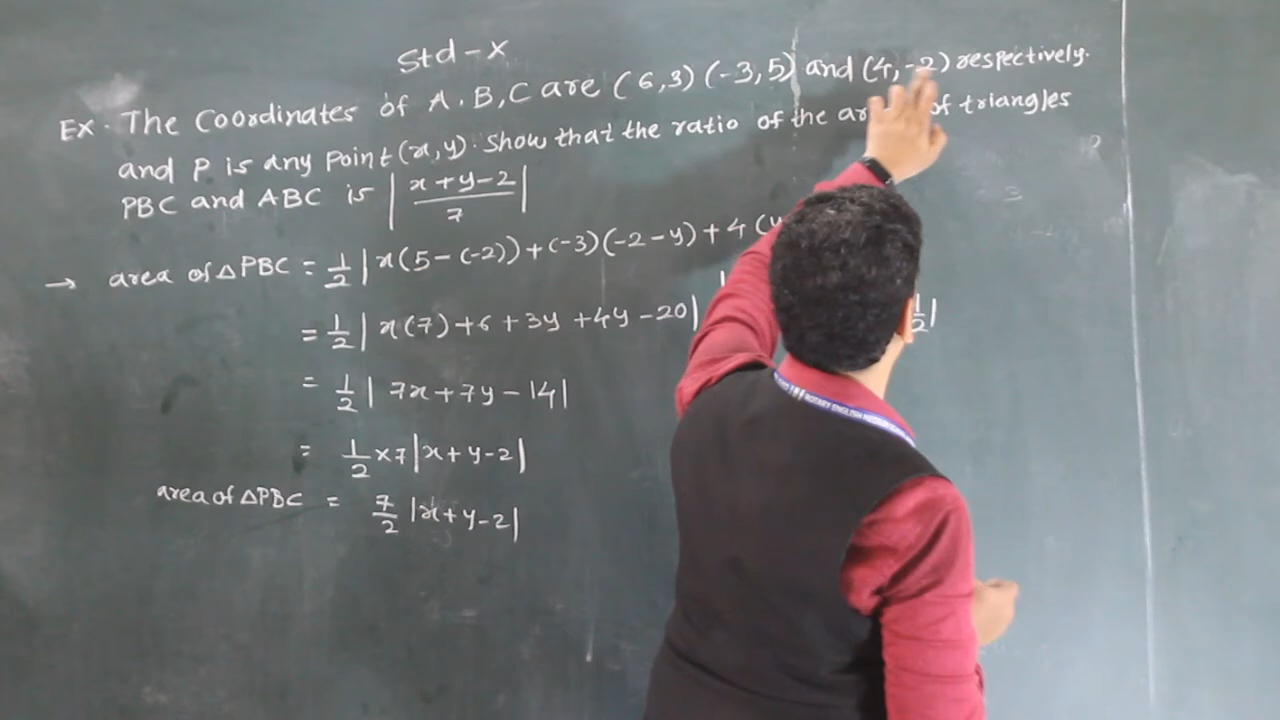 Std - X
Ex. The Coordinates of A, B, C are (6,3) (-3,5) and (4,-2) respectively.
and P is any point (x,y). Show that the ratio of the of triangles
PBC and ABC is | x+y-2 / 7 |
→ area of △PBC = 1/2 | x(5-(-2)) + (-3)(-2-y) + 4(y
= 1/2 | x(7) + 6 + 3y + 4y - 20 |
= 1/2 | 7x + 7y - 14 |
= 1/2 × 7 | x + y - 2 |
area of △PBC = 7/2 | x + y - 2 |
1/2 |
ROTARY ENGLISH MEDIUM